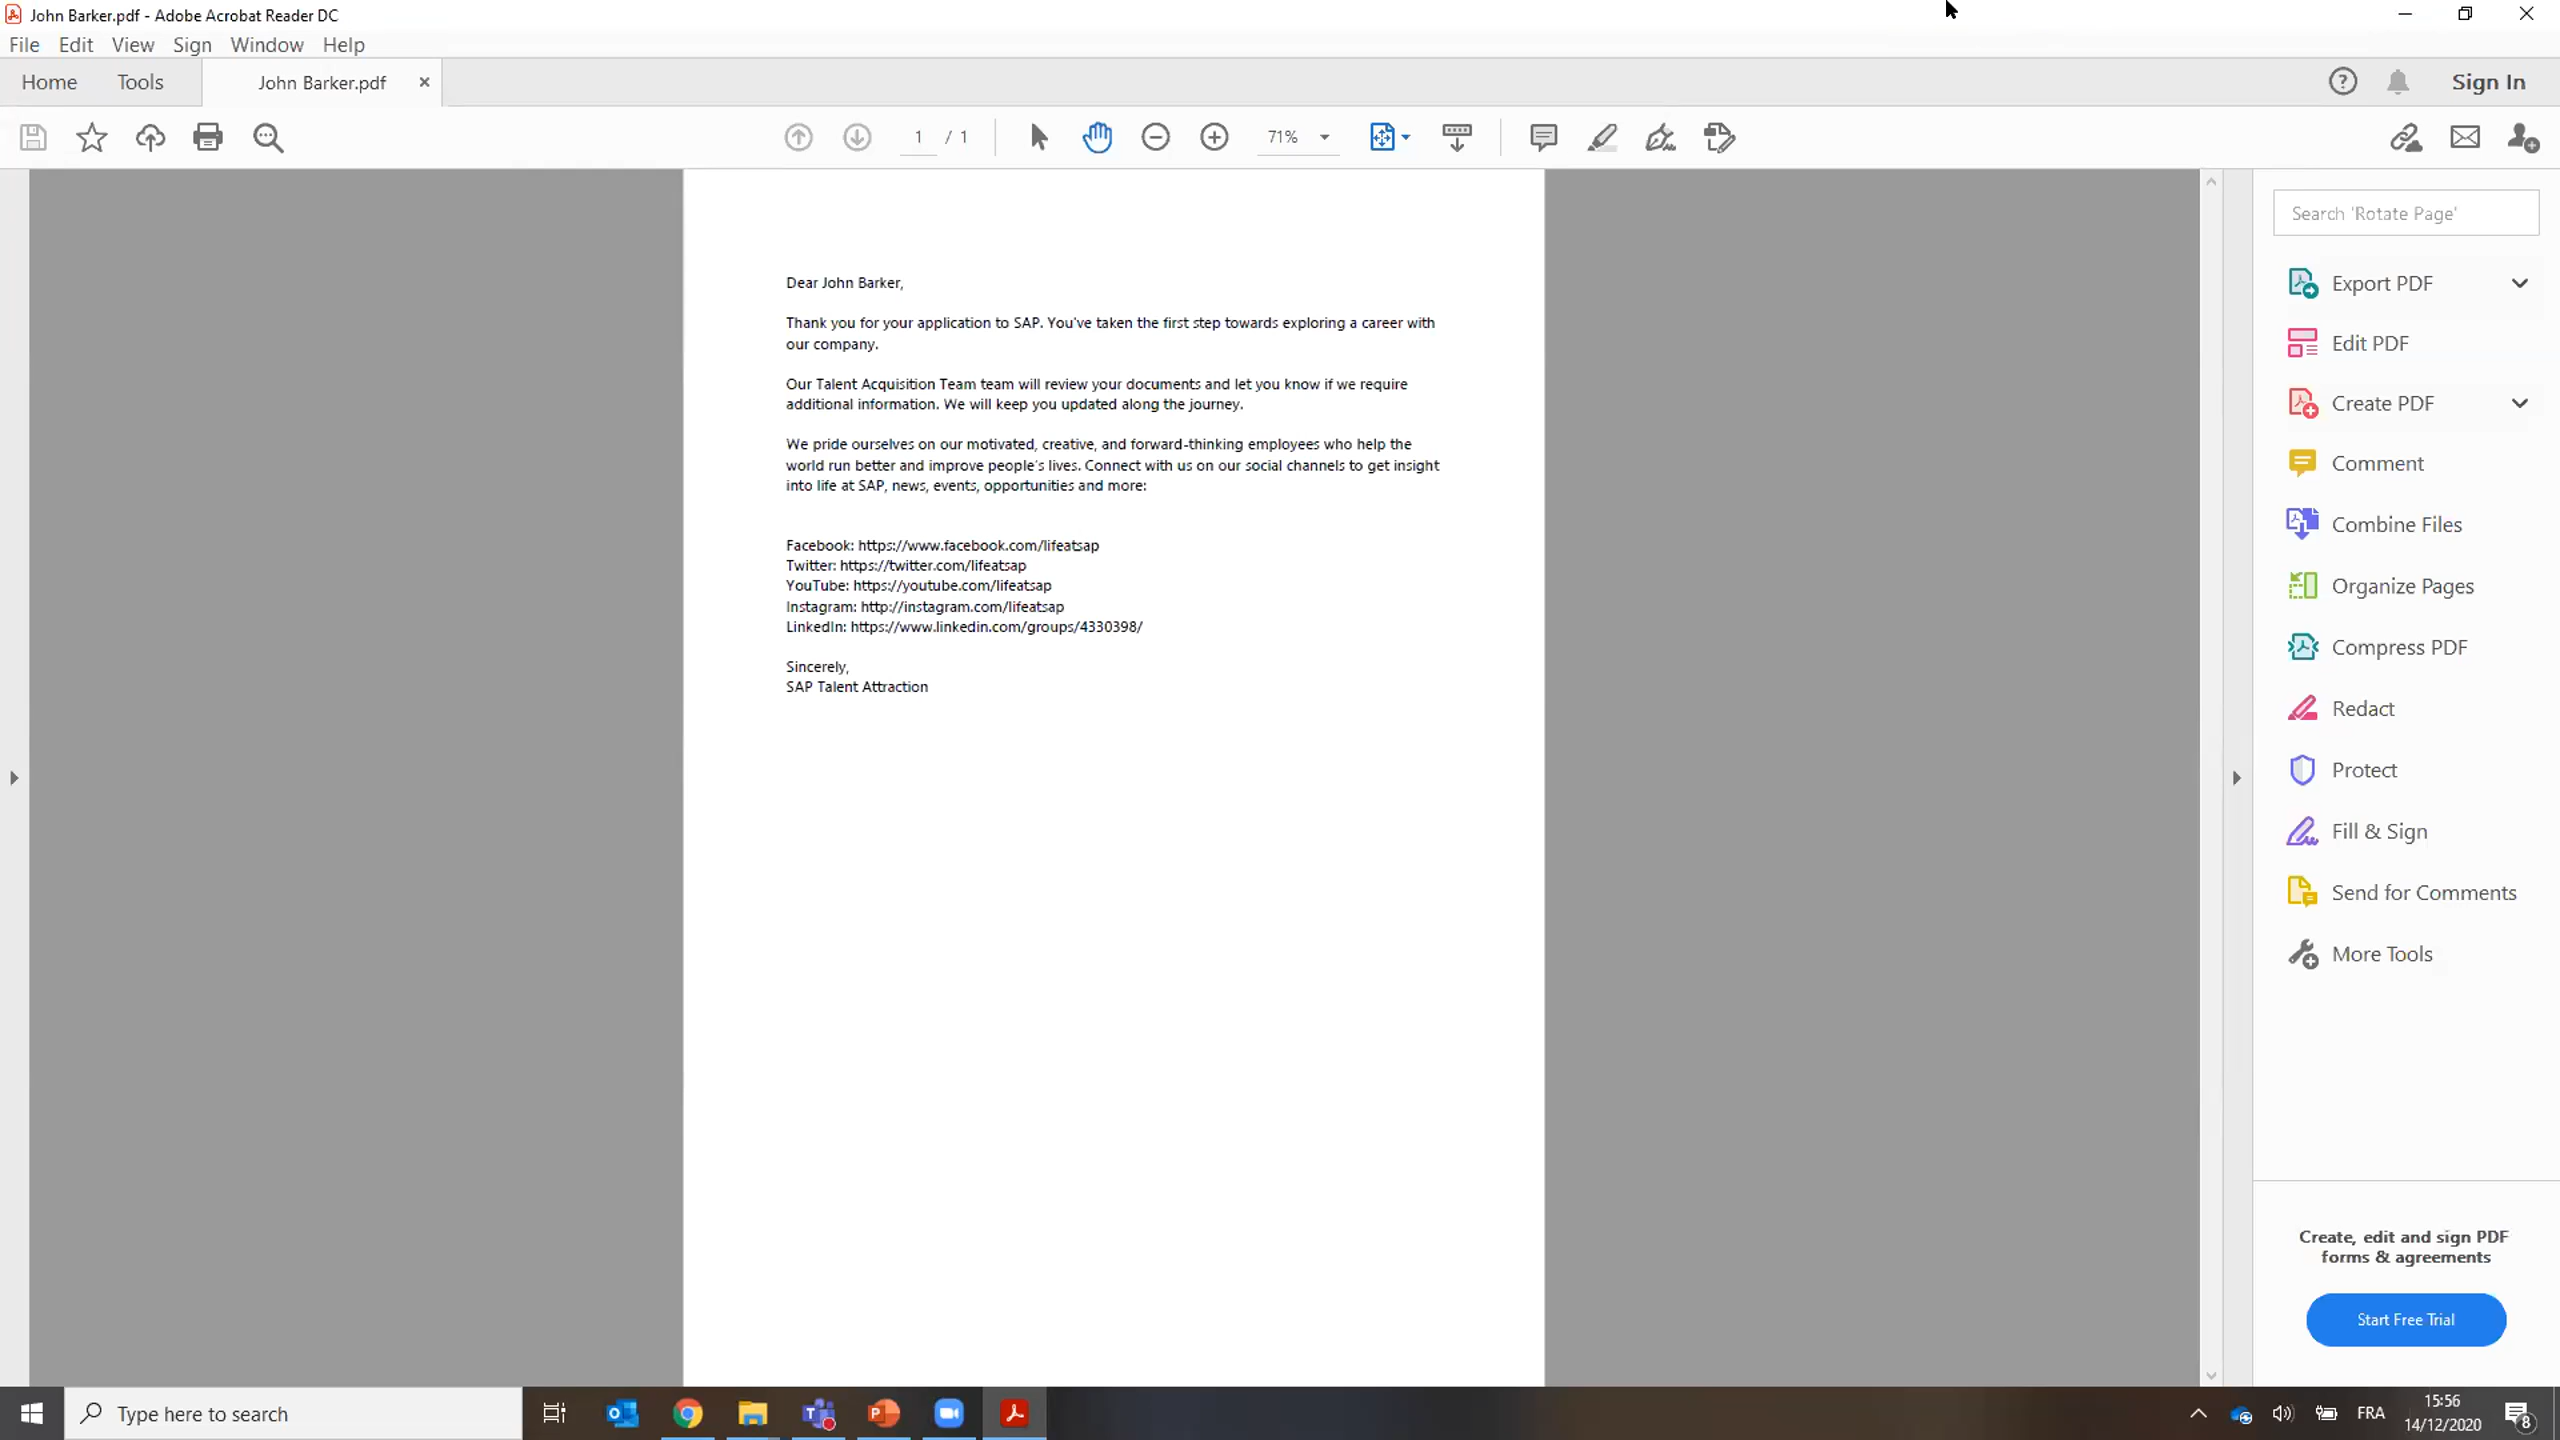 John Barker.pdf - Adobe Acrobat Reader DC
File Edit View Sign Window Help
Home Tools John Barker.pdf Sign In
1 / 1 71%
Search 'Rotate Page'
Export PDF
Edit PDF
Create PDF
Comment
Combine Files
Organize Pages
Compress PDF
Redact
Protect
Fill & Sign
Send for Comments
More Tools
Create, edit and sign PDF
forms & agreements
Start Free Trial
Dear John Barker,
Thank you for your application to SAP. You've taken the first step towards exploring a career with
our company.
Our Talent Acquisition Team team will review your documents and let you know if we require
additional information. We will keep you updated along the journey.
We pride ourselves on our motivated, creative, and forward-thinking employees who help the
world run better and improve people's lives. Connect with us on our social channels to get insight
into life at SAP, news, events, opportunities and more:
Facebook: https://www.facebook.com/lifeatsap
Twitter: https://twitter.com/lifeatsap
YouTube: https://youtube.com/lifeatsap
Instagram: http://instagram.com/lifeatsap
LinkedIn: https://www.linkedin.com/groups/4330398/
Sincerely,
SAP Talent Attraction
Type here to search
FRA
15:56
14/12/2020
8